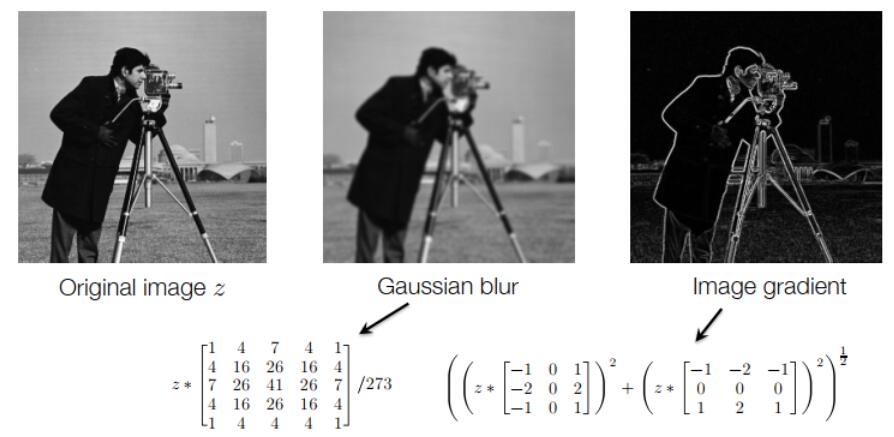 Original image z
Gaussian blur
Image gradient
z ∗ [1 4 7 4 1
4 16 26 16 4
7 26 41 26 7
4 16 26 16 4
1 4 4 4 1] /273
((z ∗ [−1 0 1
−2 0 2
−1 0 1])² + (z ∗ [−1 −2 −1
0 0 0
1 2 1])²)^½